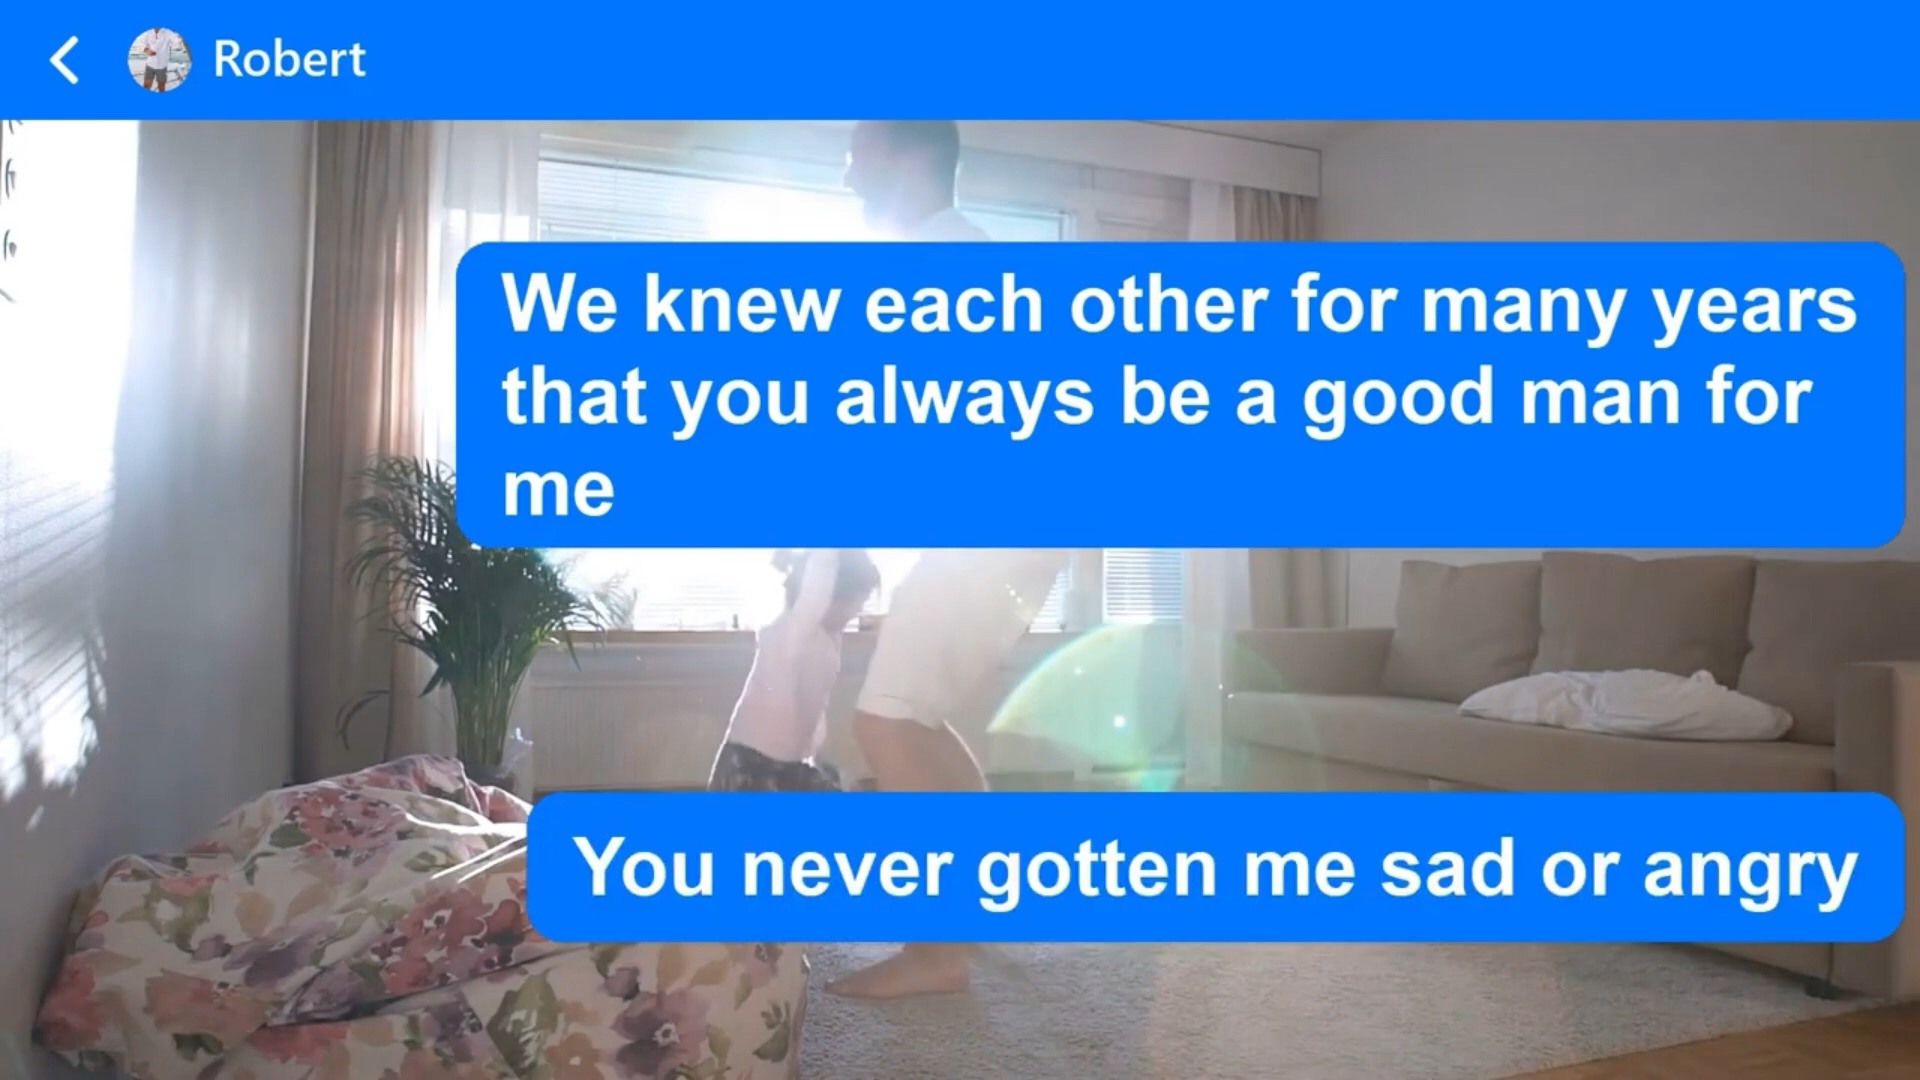 Robert
We knew each other for many years
that you always be a good man for
me
You never gotten me sad or angry